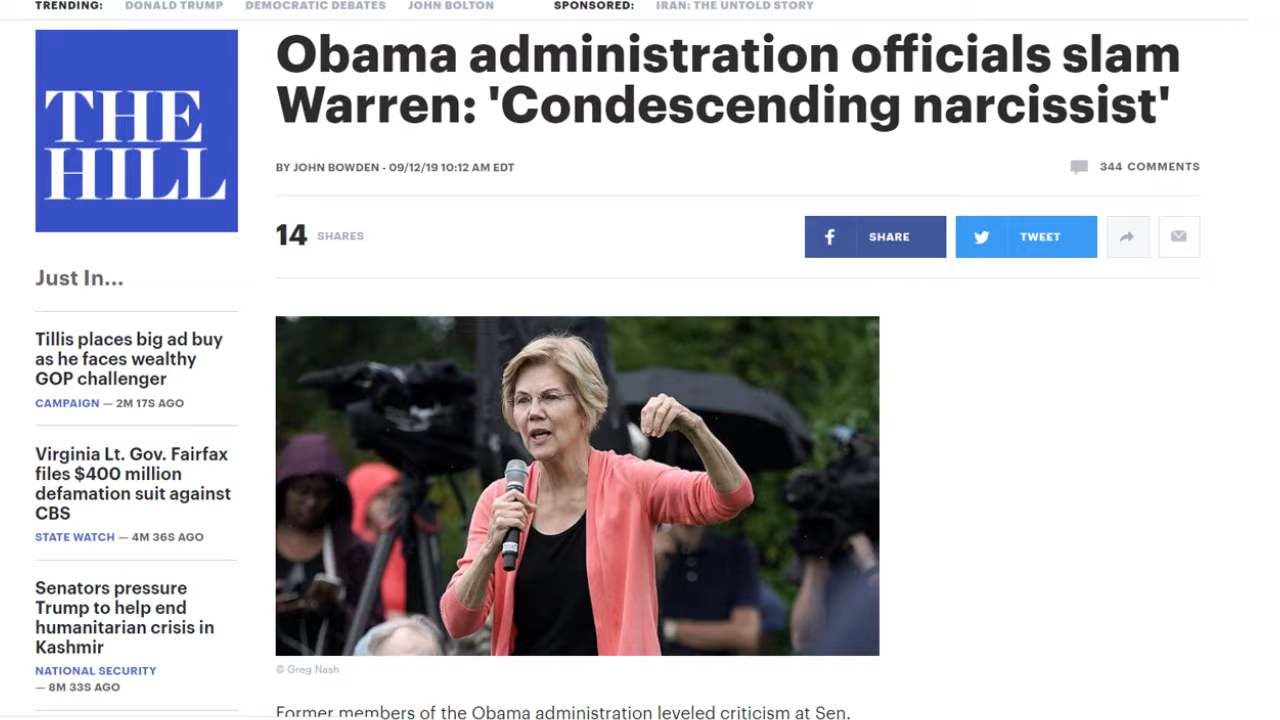 TRENDING: DONALD TRUMP DEMOCRATIC DEBATES JOHN BOLTON SPONSORED: IRAN: THE UNTOLD STORY
THE
HILL
Obama administration officials slam
Warren: 'Condescending narcissist'
BY JOHN BOWDEN - 09/12/19 10:12 AM EDT
344 COMMENTS
14 SHARES
SHARE
TWEET
Just In...
Tillis places big ad buy
as he faces wealthy
GOP challenger
CAMPAIGN — 2M 17S AGO
Virginia Lt. Gov. Fairfax
files $400 million
defamation suit against
CBS
STATE WATCH — 4M 36S AGO
Senators pressure
Trump to help end
humanitarian crisis in
Kashmir
NATIONAL SECURITY
— 8M 33S AGO
© Greg Nash
Former members of the Obama administration leveled criticism at Sen.